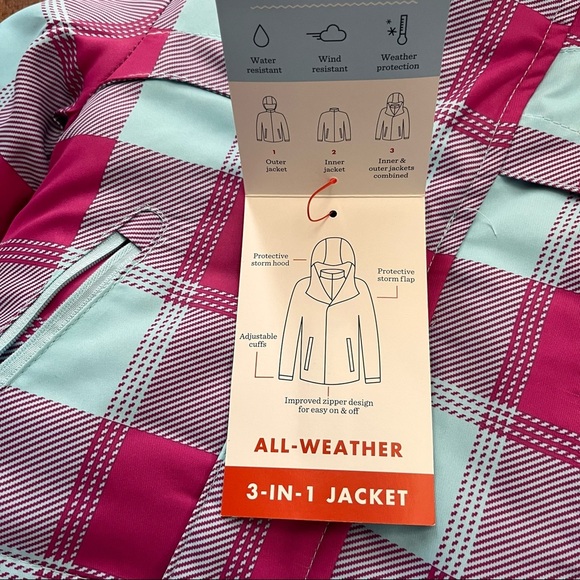 Water
resistant
Wind
resistant
Weather
protection
1
Outer
jacket
2
Inner
jacket
3
Inner &
outer jackets
combined
Protective
storm hood
Protective
storm flap
Adjustable
cuffs
Improved zipper design
for easy on & off
ALL-WEATHER
3-IN-1 JACKET